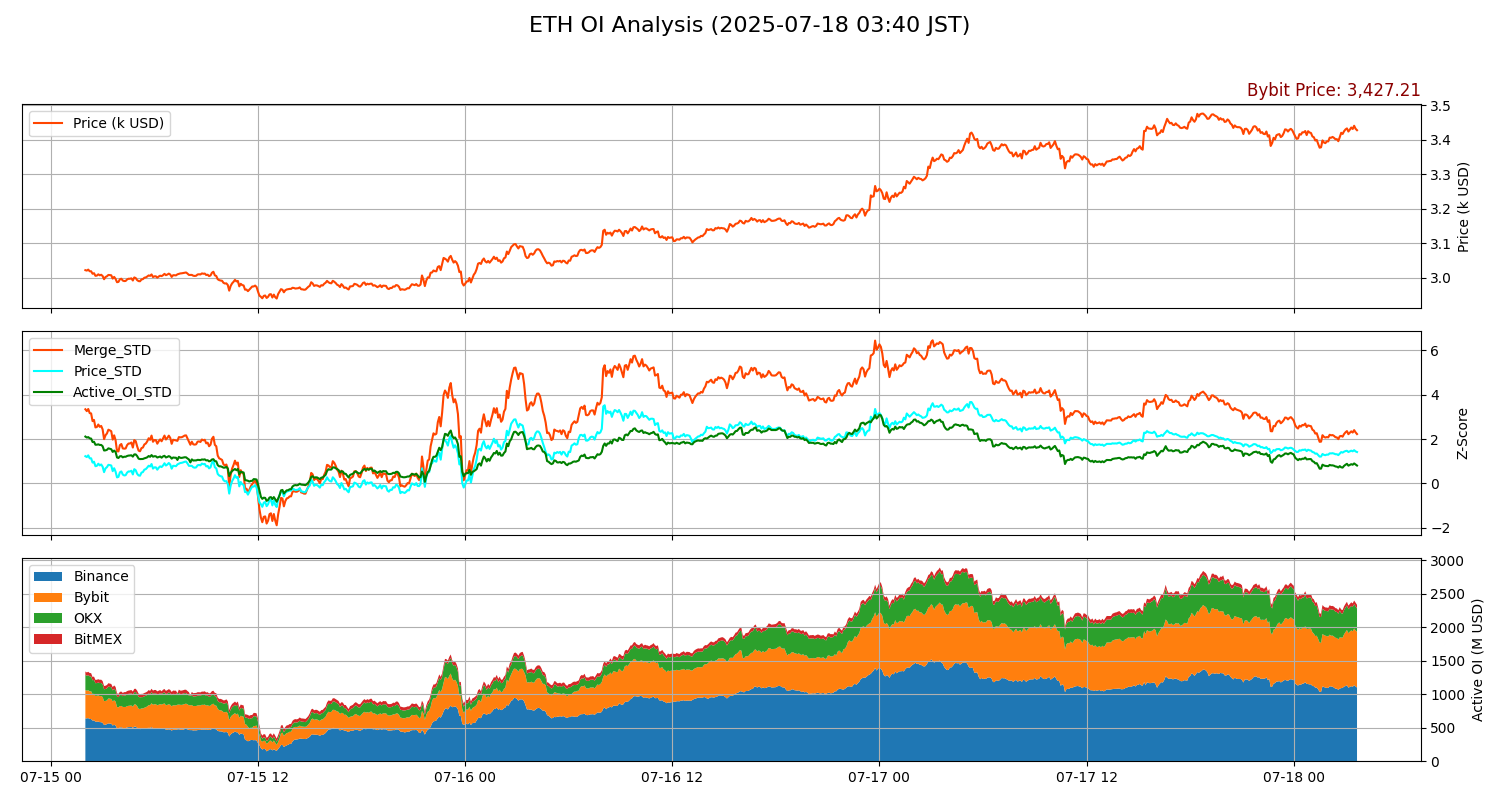 ETH OI Analysis (2025-07-18 03:40 JST)
Bybit Price: 3,427.21
Price (k USD)
3.5
3.4
3.3
3.2
3.1
3.0
Price (k USD)
Merge_STD
Price_STD
Active_OI_STD
6
4
2
0
−2
Z-Score
Binance
Bybit
OKX
BitMEX
3000
2500
2000
1500
1000
500
0
Active OI (M USD)
07-15 00
07-15 12
07-16 00
07-16 12
07-17 00
07-17 12
07-18 00